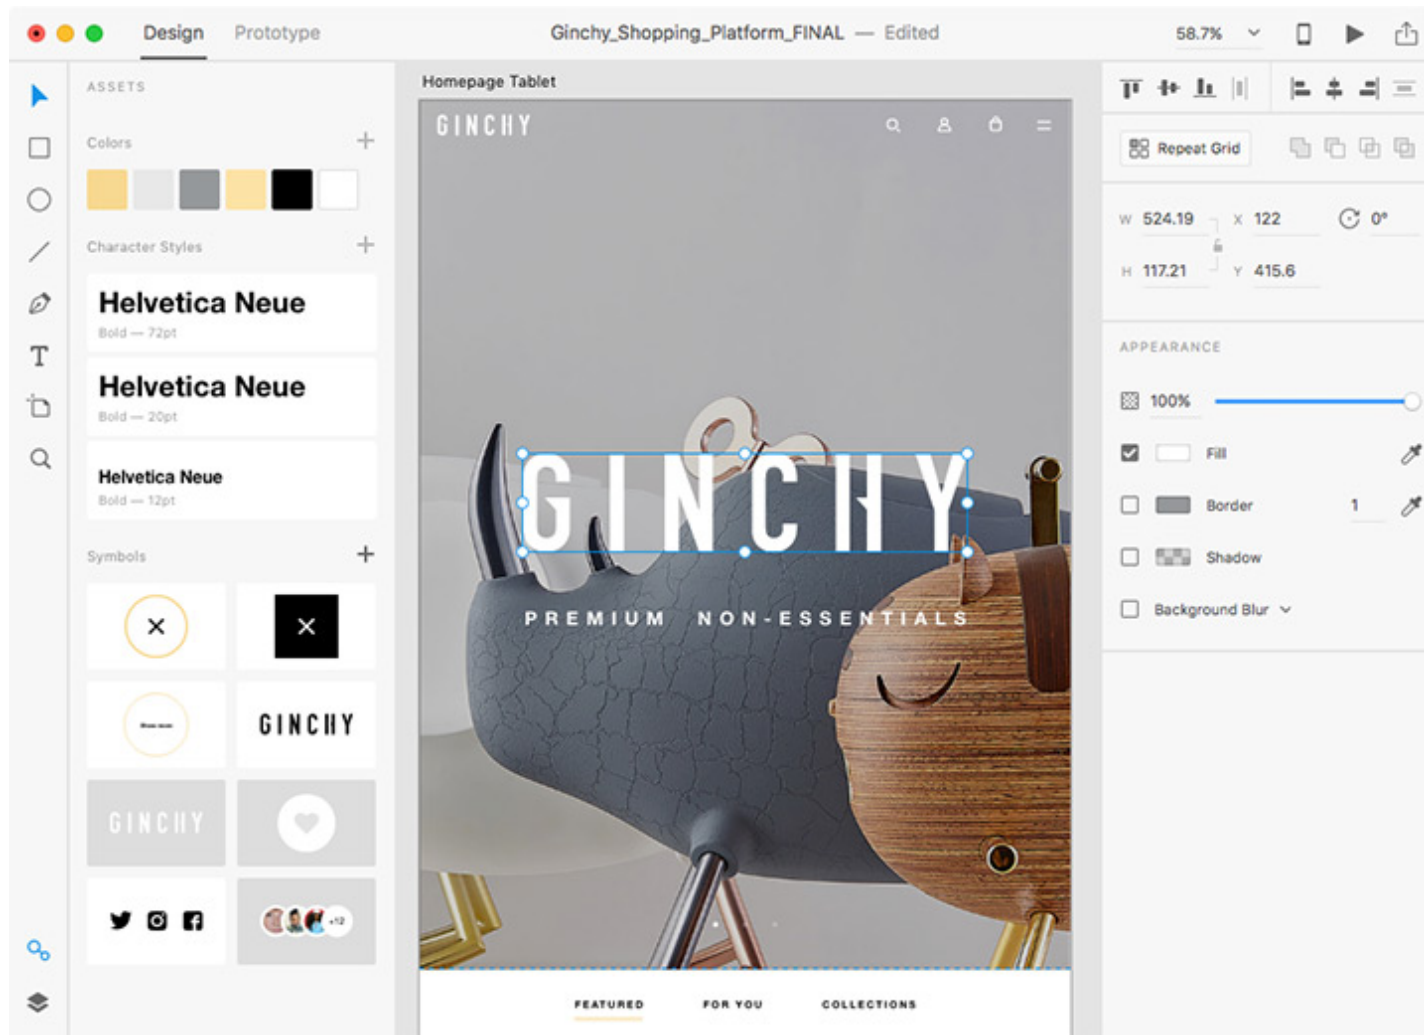 Design Prototype Ginchy_Shopping_Platform_FINAL — Edited 58.7%
ASSETS
Colors
Character Styles
Helvetica Neue
Bold — 72pt
Helvetica Neue
Bold — 20pt
Helvetica Neue
Bold — 12pt
Symbols
GINCHY
GINCHY
+12
Homepage Tablet
GINCHY
GINCHY
PREMIUM NON-ESSENTIALS
FEATURED FOR YOU COLLECTIONS
Repeat Grid
W 524.19 X 122 0°
H 117.21 Y 415.6
APPEARANCE
100%
Fill
Border 1
Shadow
Background Blur